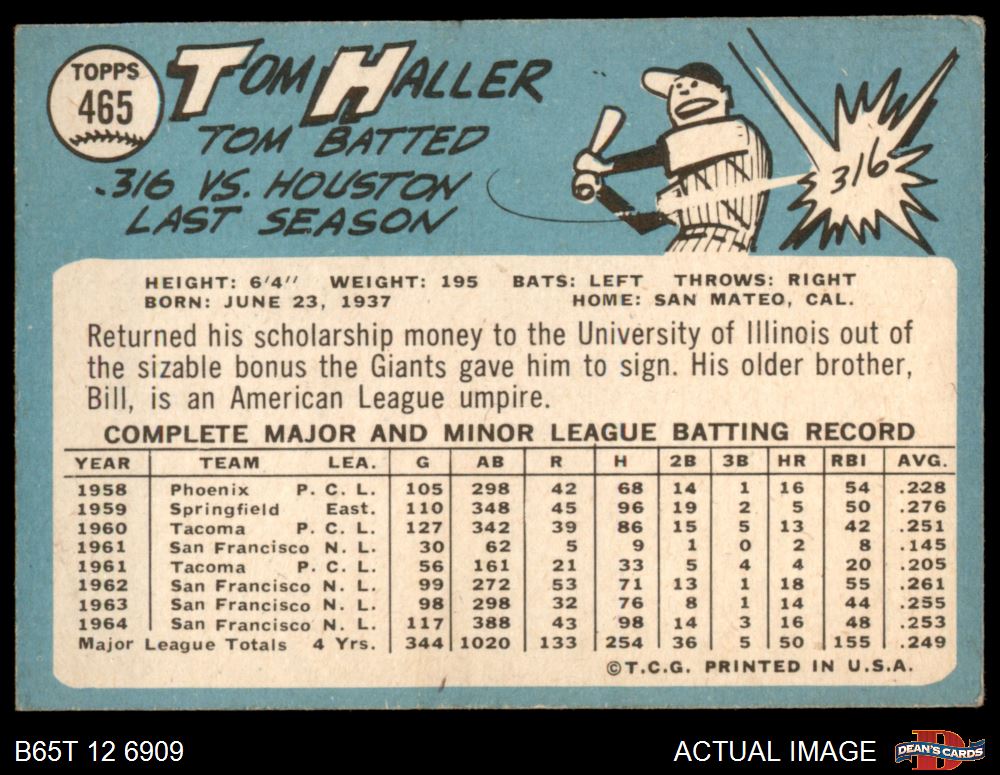 TOPPS
465
TOM HALLER
TOM BATTED
.316 VS. HOUSTON
LAST SEASON
316
HEIGHT: 6'4" WEIGHT: 195 BATS: LEFT THROWS: RIGHT
BORN: JUNE 23, 1937 HOME: SAN MATEO, CAL.
Returned his scholarship money to the University of Illinois out of
the sizable bonus the Giants gave him to sign. His older brother,
Bill, is an American League umpire.
COMPLETE MAJOR AND MINOR LEAGUE BATTING RECORD
YEAR TEAM LEA. G AB R H 2B 3B HR RBI AVG.
1958 Phoenix P. C. L. 105 298 42 68 14 1 16 54 .228
1959 Springfield East. 110 348 45 96 19 2 5 50 .276
1960 Tacoma P. C. L. 127 342 39 86 15 5 13 42 .251
1961 San Francisco N. L. 30 62 5 9 1 0 2 8 .145
1961 Tacoma P. C. L. 56 161 21 33 5 4 4 20 .205
1962 San Francisco N. L. 99 272 53 71 13 1 18 55 .261
1963 San Francisco N. L. 98 298 32 76 8 1 14 44 .255
1964 San Francisco N. L. 117 388 43 98 14 3 16 48 .253
Major League Totals 4 Yrs. 344 1020 133 254 36 5 50 155 .249
©T.C.G. PRINTED IN U.S.A.
B65T 12 6909
ACTUAL IMAGE
D
DEAN'S CARDS